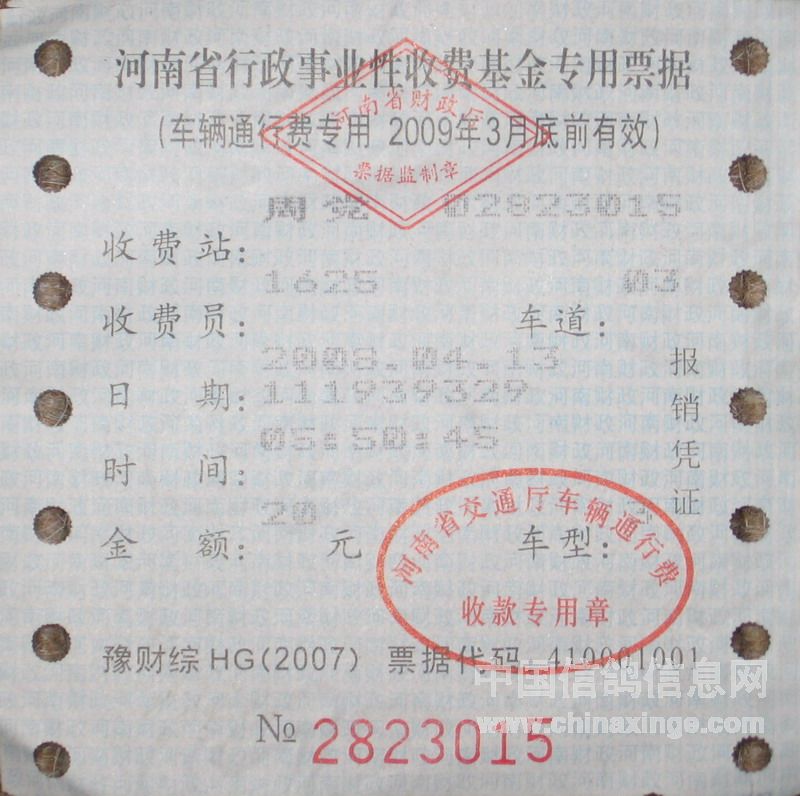 河南省行政事业性收费基金专用票据
河南省财政厅
(车辆通行费专用 2009年3月底前有效)
票据监制章
周党 02823015
收费站:
1625 03
收费员: 车道:
2008.04.13
日期: 111939329
05:50:45
时间:
20
金额: 元 车型:
报销凭证
河南省交通厅车辆通行费
收款专用章
豫财综 HG(2007) 票据代码 410001001
中国信鸽信息网
№ 2823015
www.chinaxinge.com